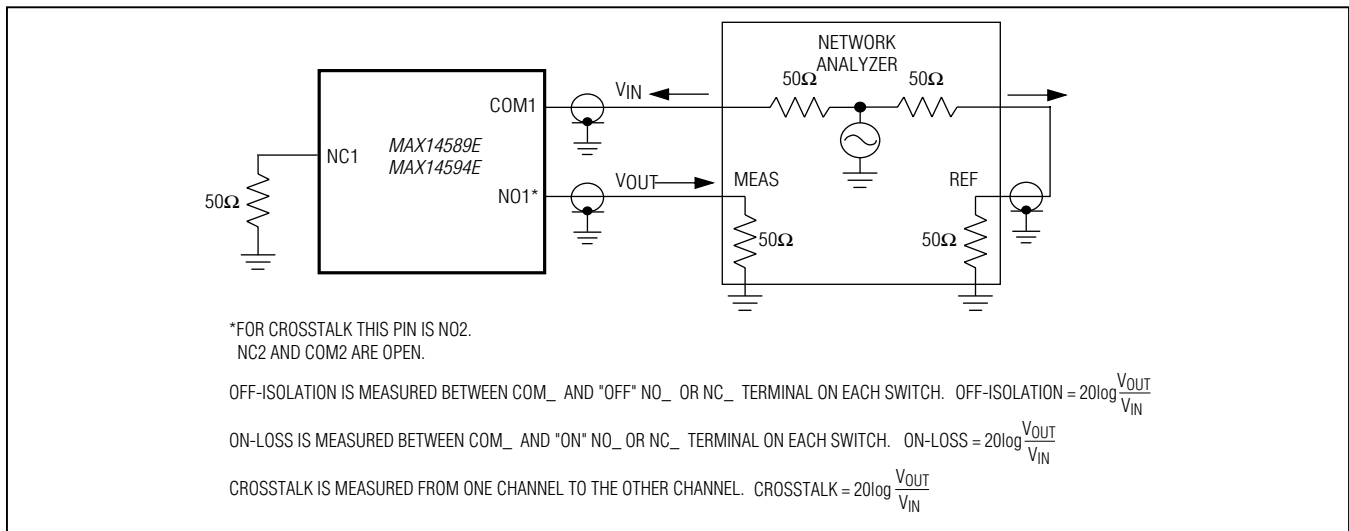 NETWORK
ANALYZER
50Ω
50Ω
VIN
COM1
NC1
MAX14589E
MAX14594E
50Ω
NO1*
VOUT
MEAS
REF
50Ω
50Ω
*FOR CROSSTALK THIS PIN IS NO2.
NC2 AND COM2 ARE OPEN.
OFF-ISOLATION IS MEASURED BETWEEN COM_ AND "OFF" NO_ OR NC_ TERMINAL ON EACH SWITCH. OFF-ISOLATION = 20log VOUT/VIN
ON-LOSS IS MEASURED BETWEEN COM_ AND "ON" NO_ OR NC_ TERMINAL ON EACH SWITCH. ON-LOSS = 20log VOUT/VIN
CROSSTALK IS MEASURED FROM ONE CHANNEL TO THE OTHER CHANNEL. CROSSTALK = 20log VOUT/VIN